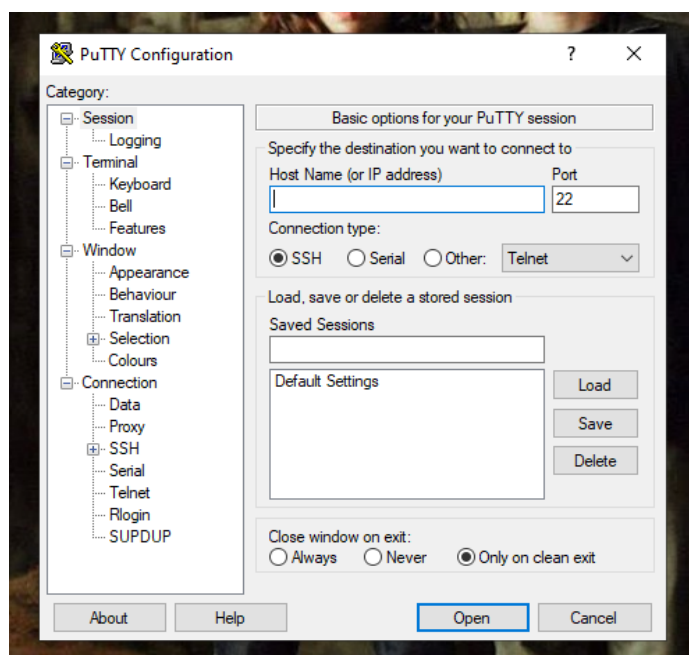 PuTTY Configuration ? ×
Category:
Session
Logging
Terminal
Keyboard
Bell
Features
Window
Appearance
Behaviour
Translation
Selection
Colours
Connection
Data
Proxy
SSH
Serial
Telnet
Rlogin
SUPDUP
Basic options for your PuTTY session
Specify the destination you want to connect to
Host Name (or IP address) Port
22
Connection type:
SSH Serial Other: Telnet
Load, save or delete a stored session
Saved Sessions
Default Settings
Load
Save
Delete
Close window on exit:
Always Never Only on clean exit
About Help Open Cancel